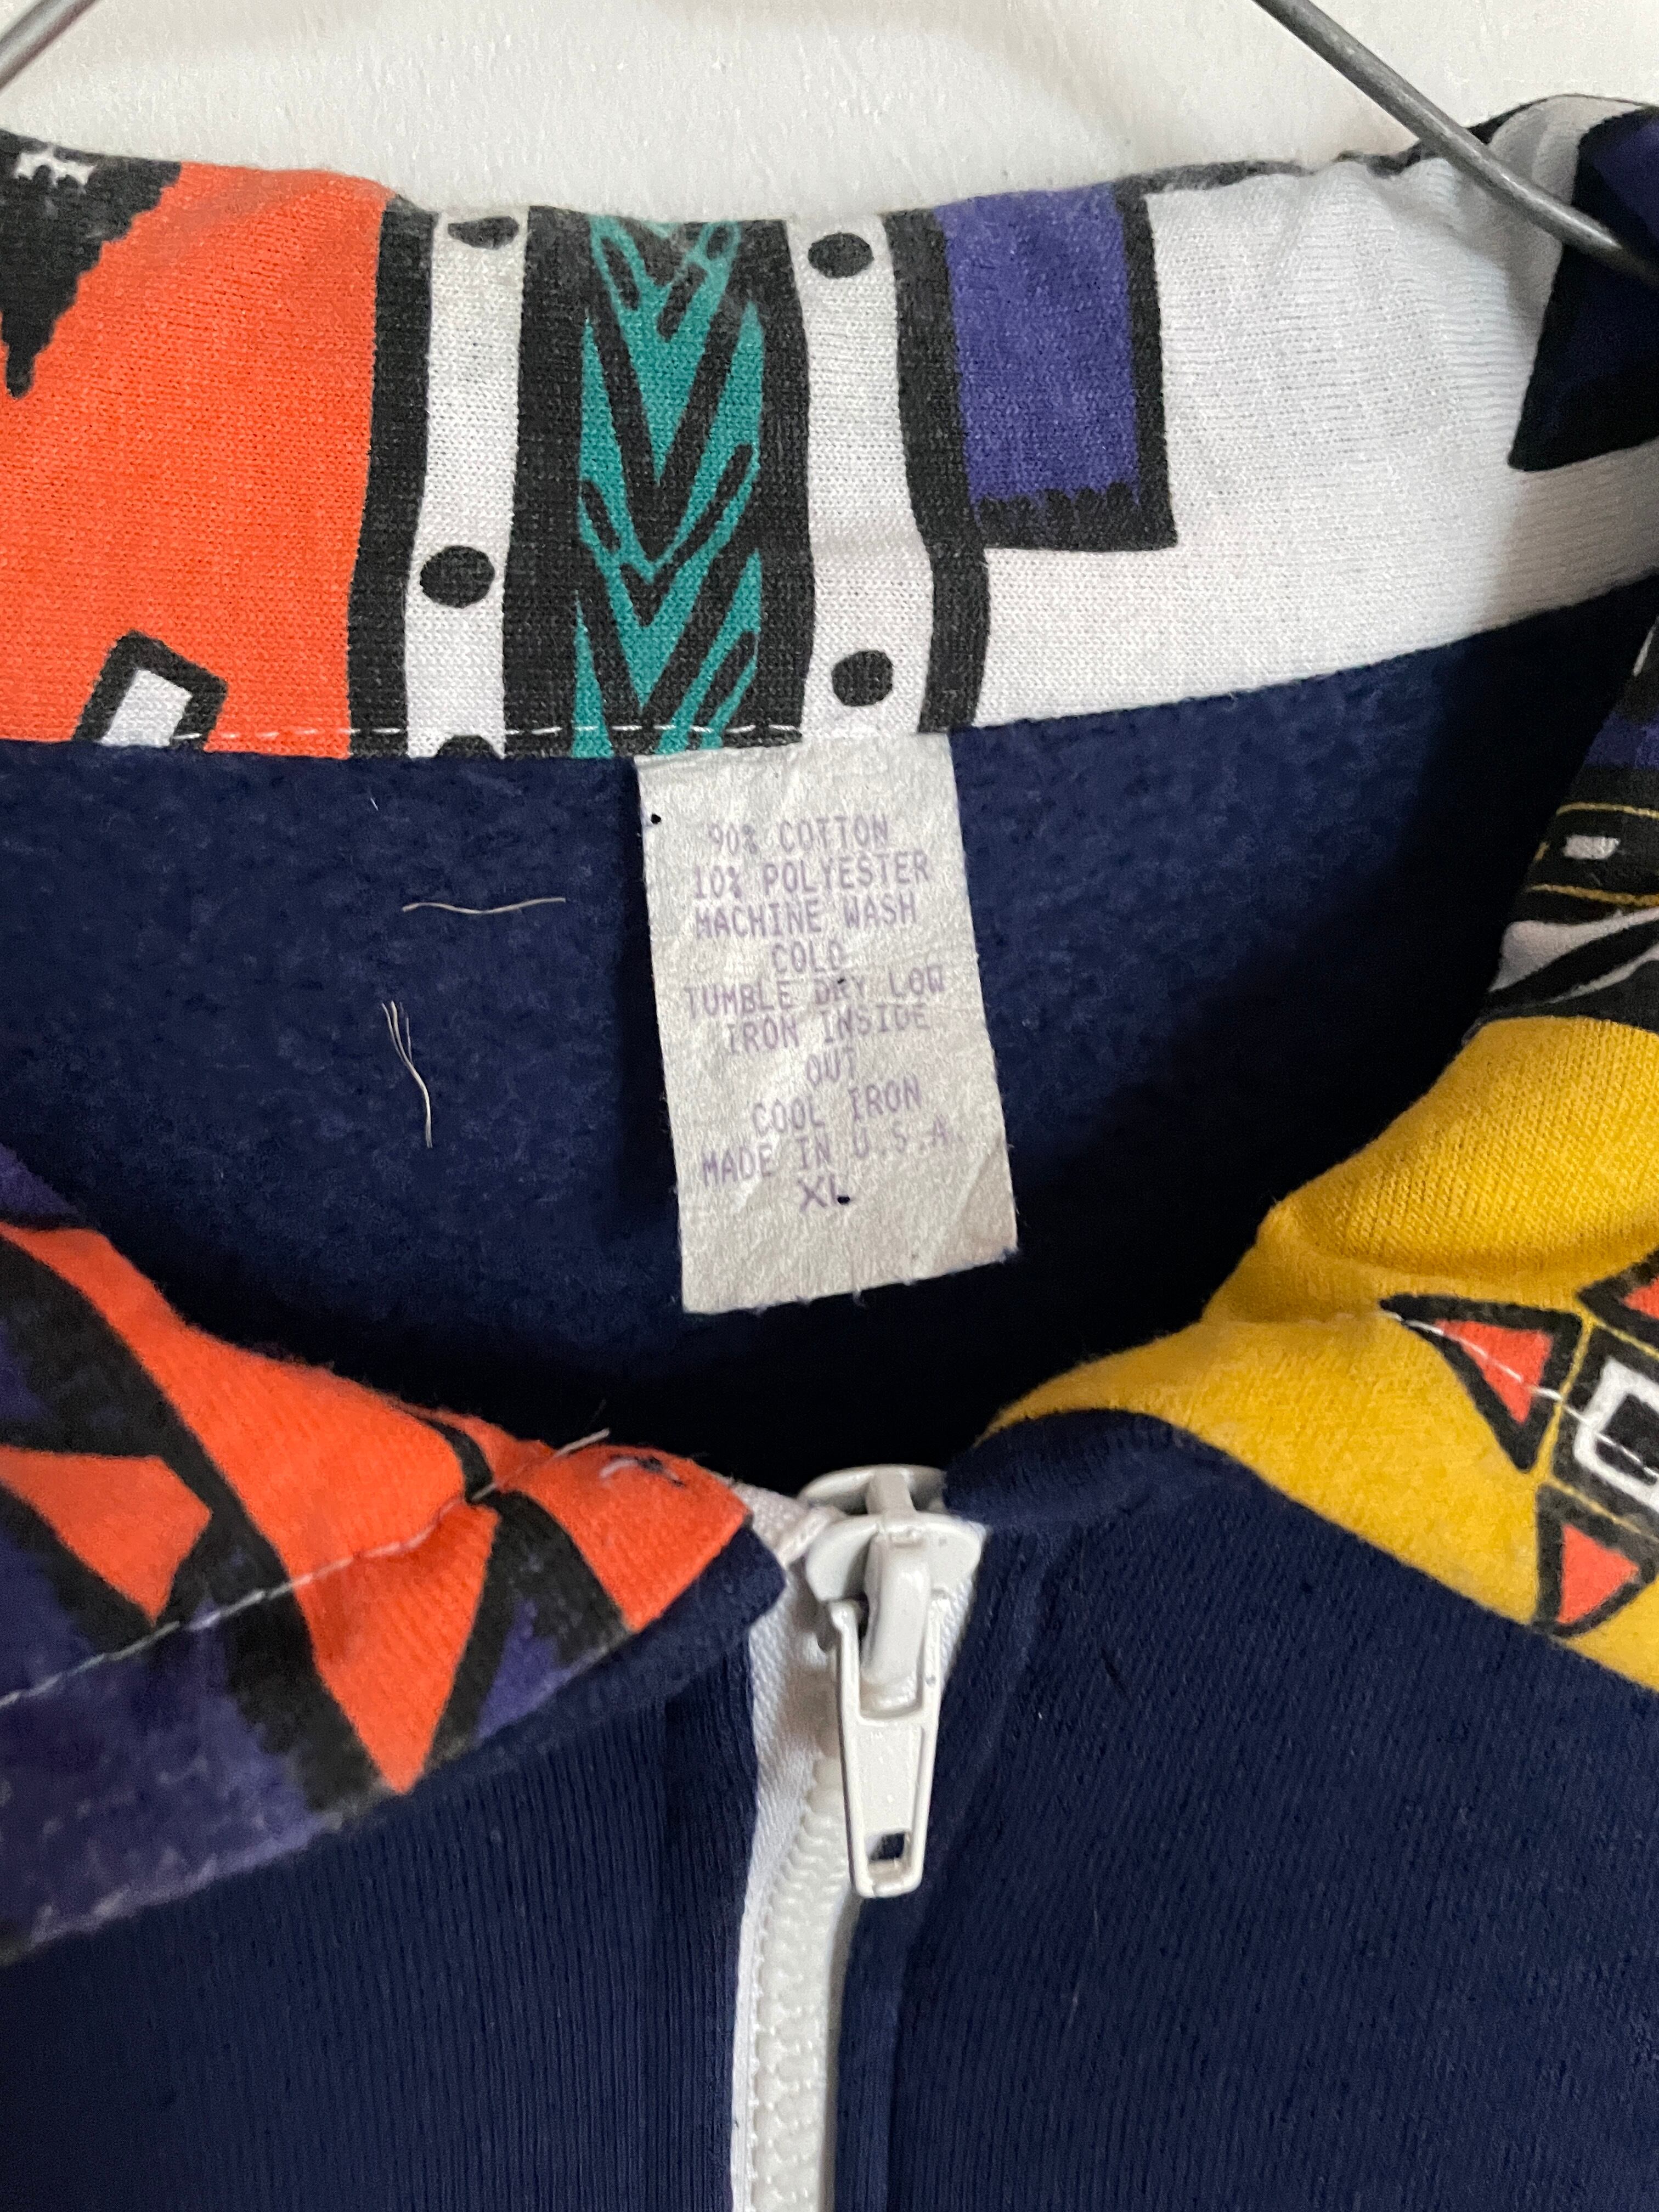 90% COTTON
10% POLYESTER
MACHINE WASH
COLD
TUMBLE DRY LOW
IRON INSIDE
OUT
COOL IRON
MADE IN U.S.A.
XL